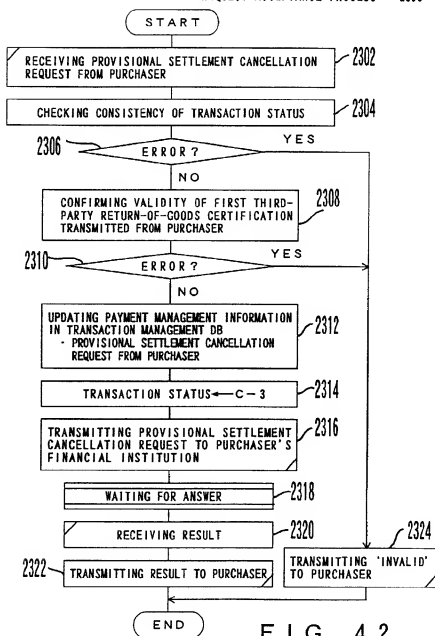 START
RECEIVING PROVISIONAL SETTLEMENT CANCELLATION
REQUEST FROM PURCHASER
2302
CHECKING CONSISTENCY OF TRANSACTION STATUS
2304
2306
ERROR?
YES
NO
CONFIRMING VALIDITY OF FIRST THIRD-
PARTY RETURN-OF-GOODS CERTIFICATION
TRANSMITTED FROM PURCHASER
2308
2310
ERROR?
YES
NO
UPDATING PAYMENT MANAGEMENT INFORMATION
IN TRANSACTION MANAGEMENT DB
- PROVISIONAL SETTLEMENT CANCELLATION
REQUEST FROM PURCHASER
2312
TRANSACTION STATUS←C-3
2314
TRANSMITTING PROVISIONAL SETTLEMENT
CANCELLATION REQUEST TO PURCHASER'S
FINANCIAL INSTITUTION
2316
WAITING FOR ANSWER
2318
RECEIVING RESULT
2320
2322
TRANSMITTING RESULT TO PURCHASER
2324
TRANSMITTING 'INVALID'
TO PURCHASER
END
FIG. 42